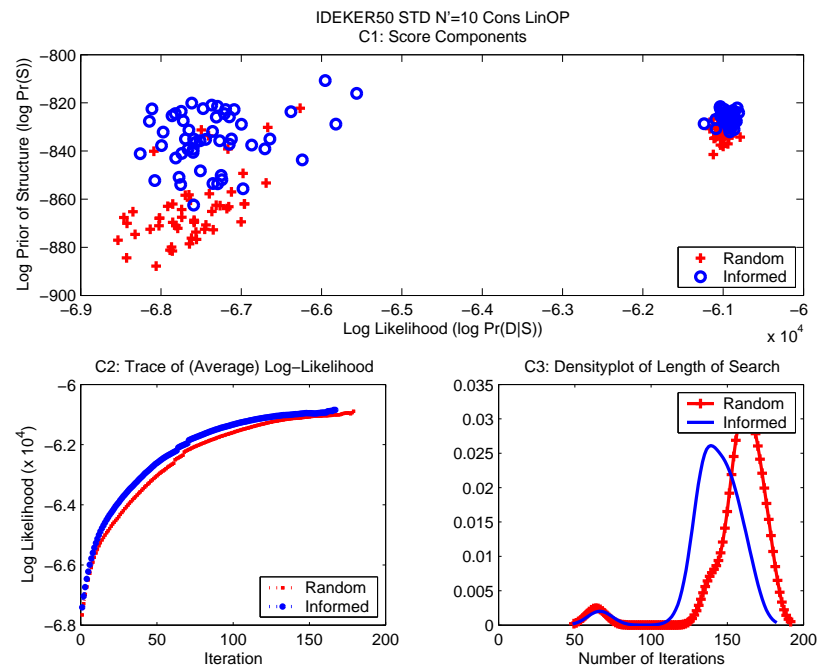 IDEKER50 STD N'=10 Cons LinOP
C1: Score Components
Log Prior of Structure (log Pr(S))
−800
−820
−840
−860
−880
−900
−6.9 −6.8 −6.7 −6.6 −6.5 −6.4 −6.3 −6.2 −6.1 −6
Log Likelihood (log Pr(D|S))
x 10^4
Random
Informed
C2: Trace of (Average) Log−Likelihood
Log Likelihood (x 10^4)
−6
−6.2
−6.4
−6.6
−6.8
0 50 100 150 200
Iteration
Random
Informed
C3: Densityplot of Length of Search
0.035
0.03
0.025
0.02
0.015
0.01
0.005
0
0 50 100 150 200
Number of Iterations
Random
Informed